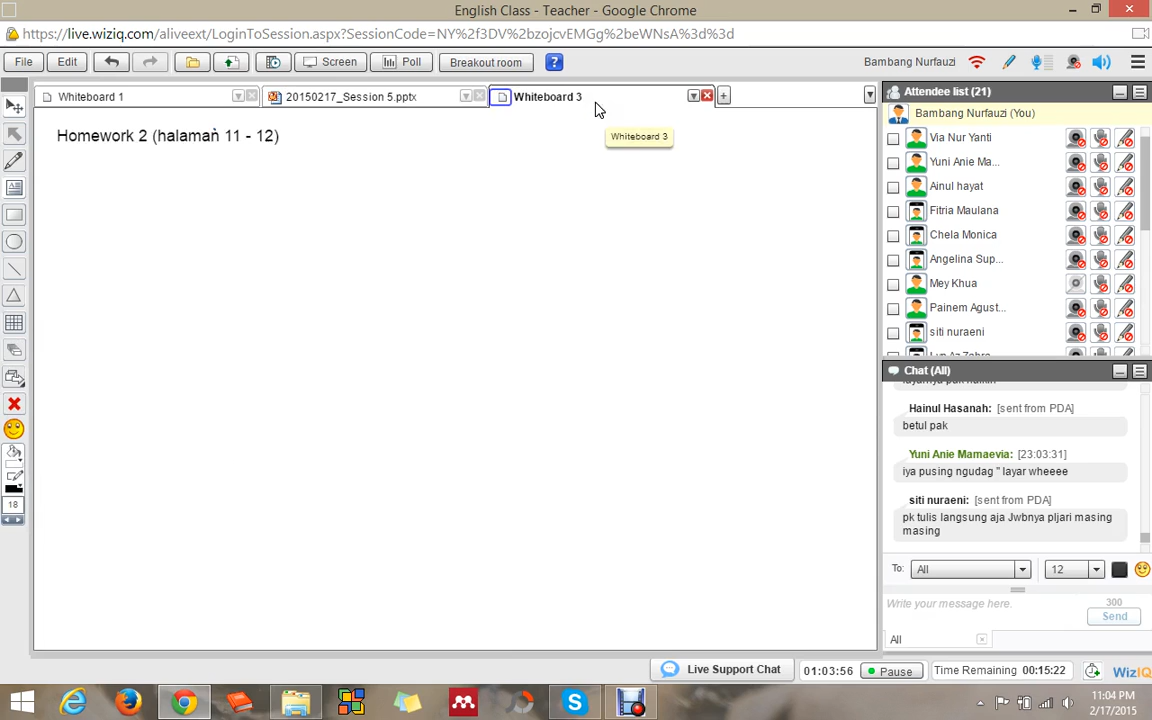 English Class - Teacher - Google Chrome
https://live.wiziq.com/aliveext/LoginToSession.aspx?SessionCode=NY%2f3DV%2bzojcvEMGg%2beWNsA%3d%3d
File Edit Screen Poll Breakout room ? Bambang Nurfauzi
Whiteboard 1 20150217_Session 5.pptx Whiteboard 3
Whiteboard 3
Homework 2 (halaman 11 - 12)
18
Attendee list (21)
Bambang Nurfauzi (You)
Via Nur Yanti
Yuni Anie Ma...
Ainul hayat
Fitria Maulana
Chela Monica
Angelina Sup...
Mey Khua
Painem Agust...
siti nuraeni
Chat (All)
Hainul Hasanah: [sent from PDA]
betul pak
Yuni Anie Mamaevia: [23:03:31]
iya pusing ngudag " layar wheeee
siti nuraeni: [sent from PDA]
pk tulis langsung aja Jwbnya pljari masing
masing
To: All 12
Write your message here. 300
Send
All
Live Support Chat 01:03:56 Pause Time Remaining 00:15:22 WizIQ
11:04 PM
2/17/2015